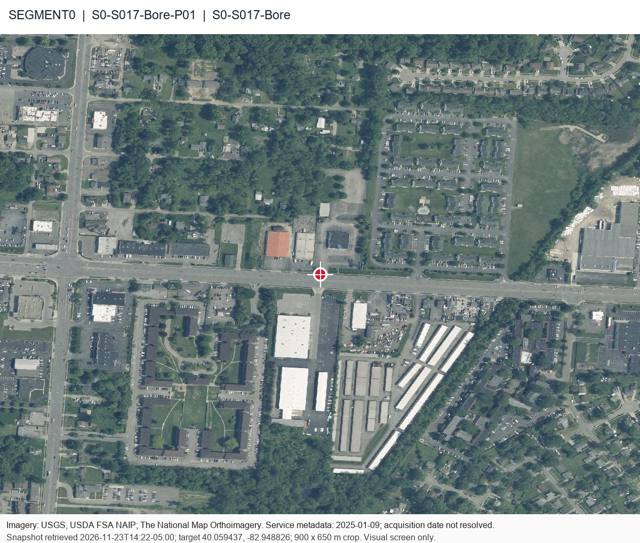 SEGMENT0 | S0-S017-Bore-P01 | S0-S017-Bore
Imagery: USGS, USDA FSA NAIP; The National Map Orthoimagery. Service metadata: 2025-01-09; acquisition date not resolved.
Snapshot retrieved 2026-11-23T14:22-05:00; target 40.059437, -82.948826; 900 x 650 m crop. Visual screen only.